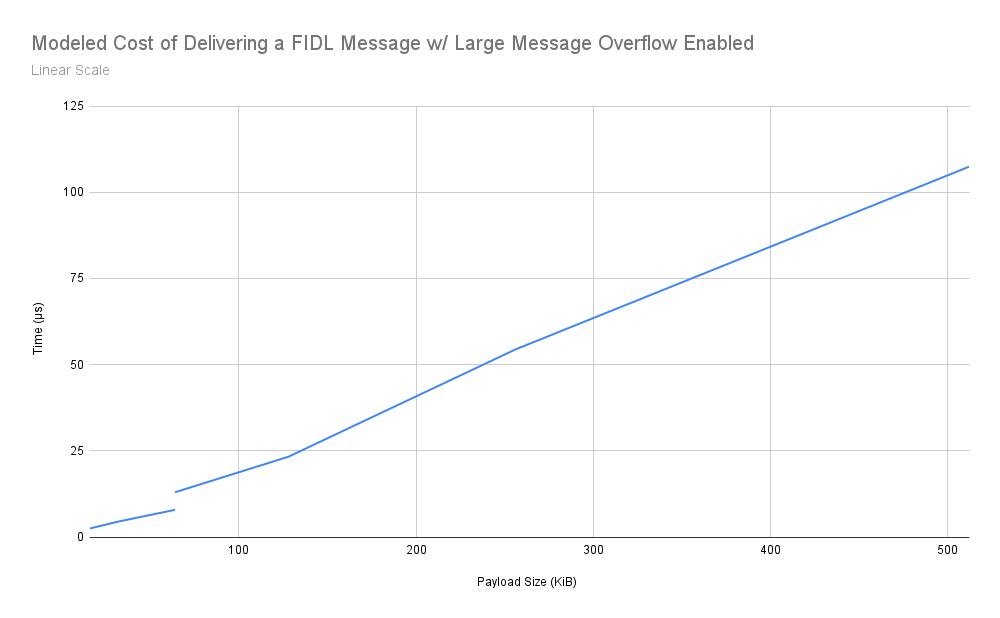 Modeled Cost of Delivering a FIDL Message w/ Large Message Overflow Enabled
Linear Scale
125
100
75
50
25
0
Time (µs)
100 200 300 400 500
Payload Size (KiB)